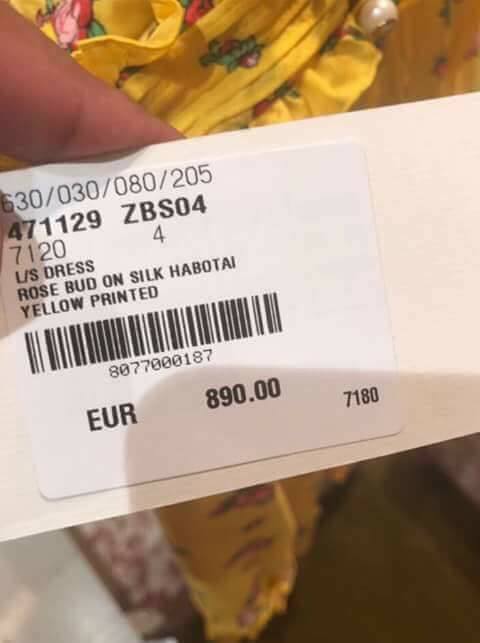 630/030/080/205
471129 ZBS04
7120 4
L/S DRESS
ROSE BUD ON SILK HABOTAI
YELLOW PRINTED
8077000187
EUR 890.00 7180